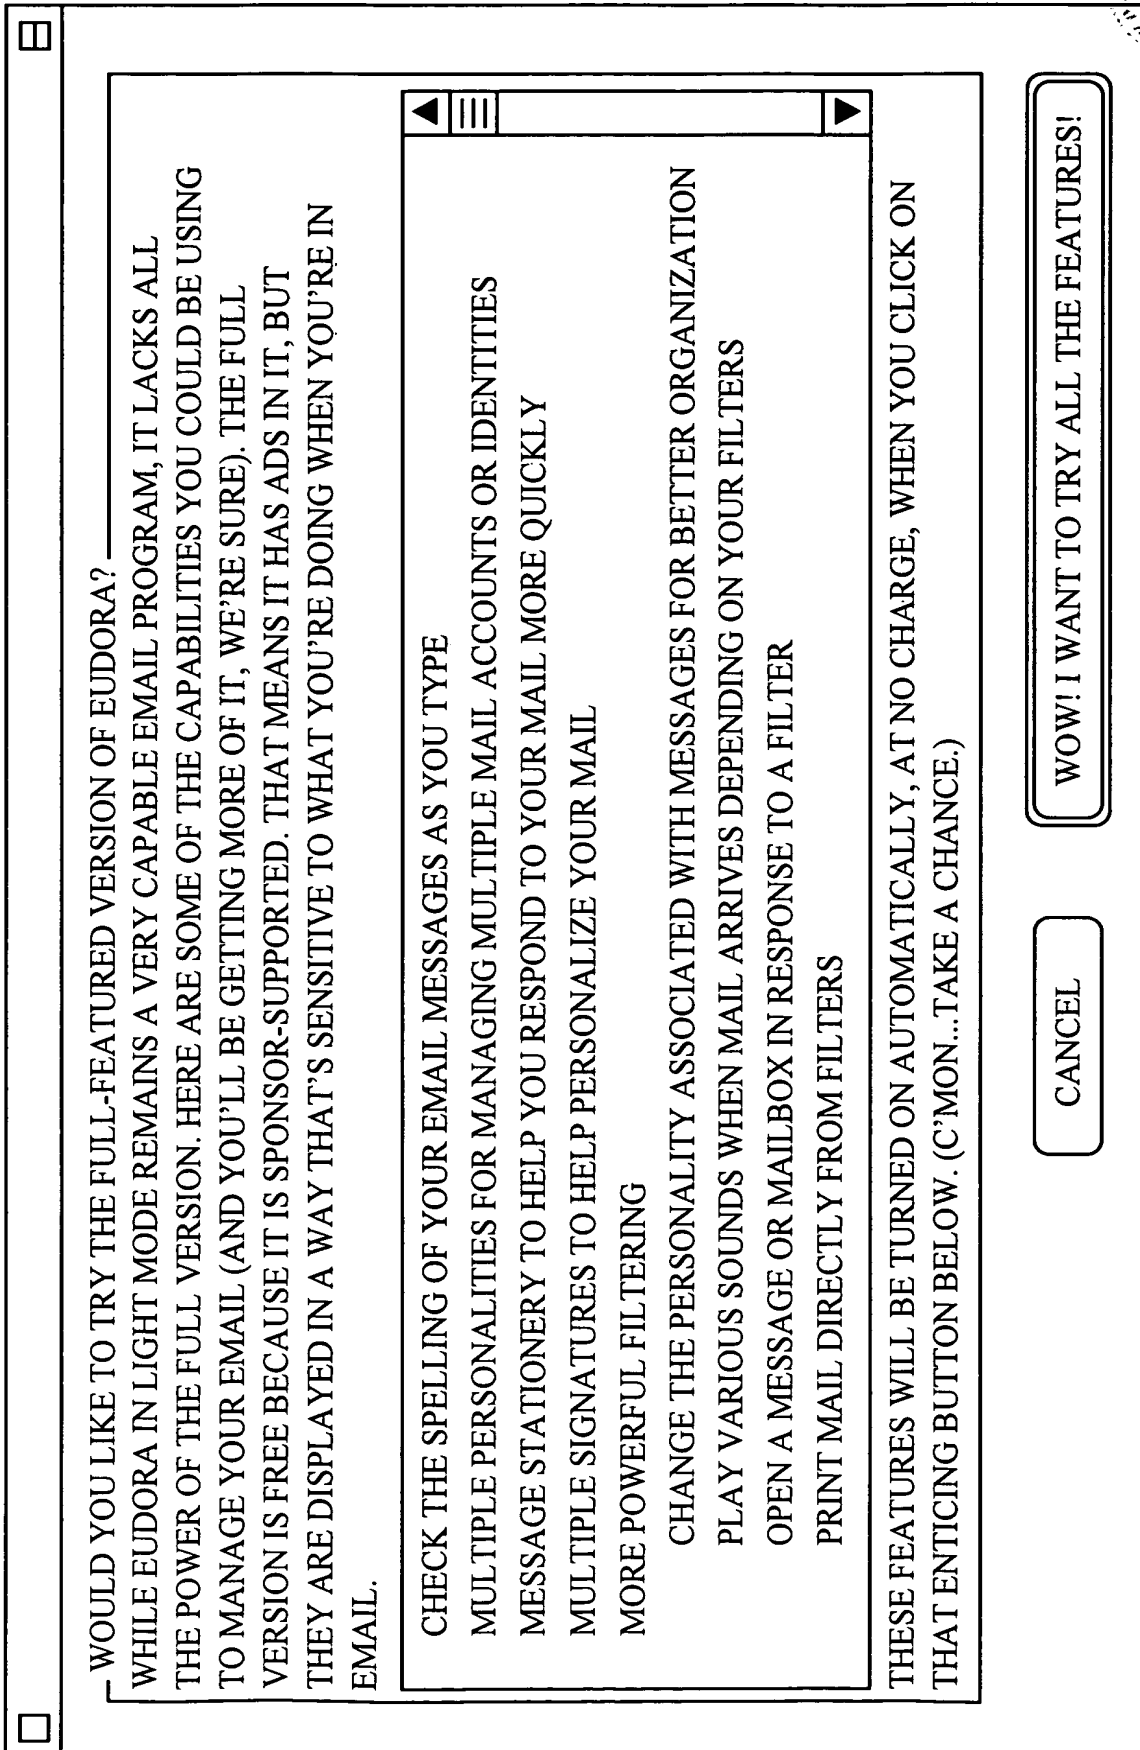 WOULD YOU LIKE TO TRY THE FULL-FEATURED VERSION OF EUDORA?
WHILE EUDORA IN LIGHT MODE REMAINS A VERY CAPABLE EMAIL PROGRAM, IT LACKS ALL
THE POWER OF THE FULL VERSION. HERE ARE SOME OF THE CAPABILITIES YOU COULD BE USING
TO MANAGE YOUR EMAIL (AND YOU'LL BE GETTING MORE OF IT, WE'RE SURE). THE FULL
VERSION IS FREE BECAUSE IT IS SPONSOR-SUPPORTED. THAT MEANS IT HAS ADS IN IT, BUT
THEY ARE DISPLAYED IN A WAY THAT'S SENSITIVE TO WHAT YOU'RE DOING WHEN YOU'RE IN
EMAIL.
CHECK THE SPELLING OF YOUR EMAIL MESSAGES AS YOU TYPE
MULTIPLE PERSONALITIES FOR MANAGING MULTIPLE MAIL ACCOUNTS OR IDENTITIES
MESSAGE STATIONERY TO HELP YOU RESPOND TO YOUR MAIL MORE QUICKLY
MULTIPLE SIGNATURES TO HELP PERSONALIZE YOUR MAIL
MORE POWERFUL FILTERING
CHANGE THE PERSONALITY ASSOCIATED WITH MESSAGES FOR BETTER ORGANIZATION
PLAY VARIOUS SOUNDS WHEN MAIL ARRIVES DEPENDING ON YOUR FILTERS
OPEN A MESSAGE OR MAILBOX IN RESPONSE TO A FILTER
PRINT MAIL DIRECTLY FROM FILTERS
THESE FEATURES WILL BE TURNED ON AUTOMATICALLY, AT NO CHARGE, WHEN YOU CLICK ON
THAT ENTICING BUTTON BELOW. (C'MON...TAKE A CHANCE.)
CANCEL
WOW! I WANT TO TRY ALL THE FEATURES!